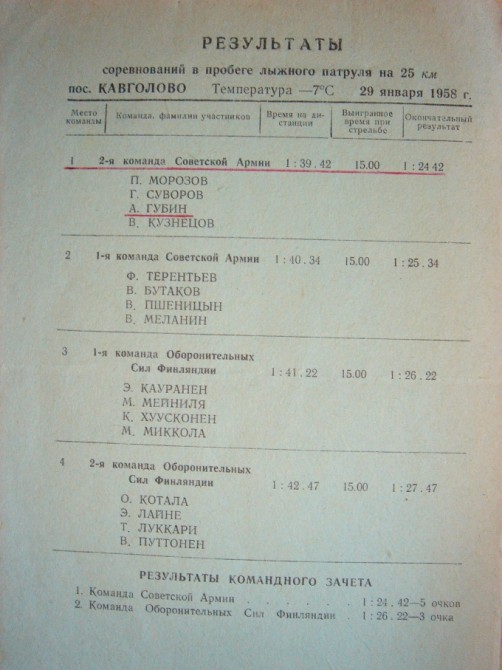 РЕЗУЛЬТАТЫ
соревнований в пробеге лыжного патруля на 25 км
пос. КАВГОЛОВО Температура —7°С 29 января 1958 г.
Место команды Команда, фамилии участников Время на дистанции Выигранное время при стрельбе Окончательный результат
1 2-я команда Советской Армии 1:39.42 15.00 1:24 42
П. МОРОЗОВ
Г. СУВОРОВ
А. ГУБИН
В. КУЗНЕЦОВ
2 1-я команда Советской Армии 1:40.34 15.00 1:25.34
Ф. ТЕРЕНТЬЕВ
В. БУТАКОВ
В. ПШЕНИЦЫН
В. МЕЛАНИН
3 1-я команда Оборонительных
Сил Финляндии 1:41.22 15.00 1:26.22
Э. КАУРАНЕН
М. МЕЙНИЛЯ
К. ХУУСКОНЕН
М. МИККОЛА
4 2-я команда Оборонительных
Сил Финляндии 1:42.47 15.00 1:27.47
О. КОТАЛА
Э. ЛАЙНЕ
Т. ЛУККАРИ
В. ПУТТОНЕН
РЕЗУЛЬТАТЫ КОМАНДНОГО ЗАЧЕТА
1. Команда Советской Армии . . . . . . 1:24.42—5 очков
2. Команда Оборонительных Сил Финляндии . 1:26.22—3 очка